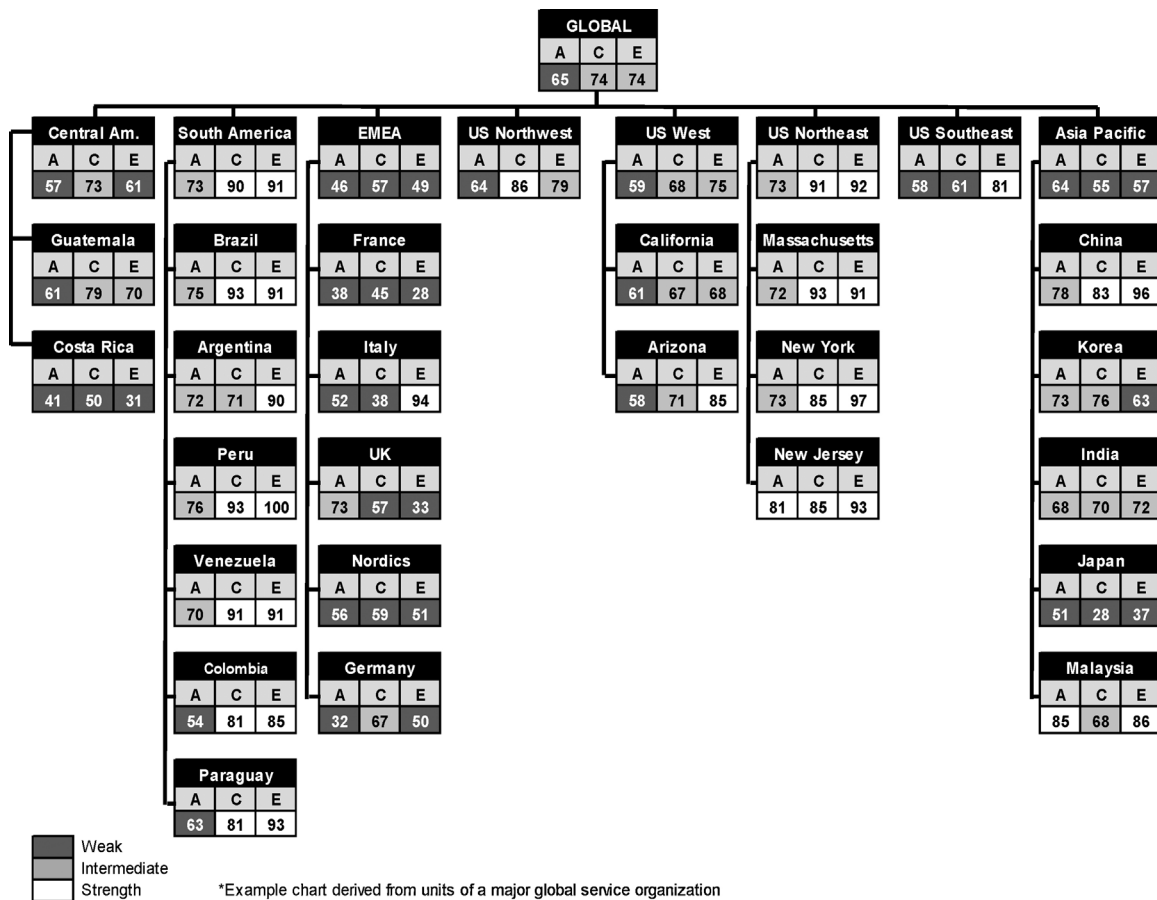 GLOBAL
A C E
65 74 74
Central Am. South America EMEA US Northwest US West US Northeast US Southeast Asia Pacific
A C E A C E A C E A C E A C E A C E A C E A C E
57 73 61 73 90 91 46 57 49 64 86 79 59 68 75 73 91 92 58 61 81 64 55 57
Guatemala Brazil France California Massachusetts China
A C E A C E A C E A C E A C E A C E
61 79 70 75 93 91 38 45 28 61 67 68 72 93 91 78 83 96
Costa Rica Argentina Italy Arizona New York Korea
A C E A C E A C E A C E A C E A C E
41 50 31 72 71 90 52 38 94 58 71 85 73 85 97 73 76 63
Peru UK New Jersey India
A C E A C E A C E A C E
76 93 100 73 57 33 81 85 93 68 70 72
Venezuela Nordics Japan
A C E A C E A C E
70 91 91 56 59 51 51 28 37
Colombia Germany Malaysia
A C E A C E A C E
54 81 85 32 67 50 85 68 86
Paraguay
A C E
63 81 93
Weak
Intermediate
Strength *Example chart derived from units of a major global service organization